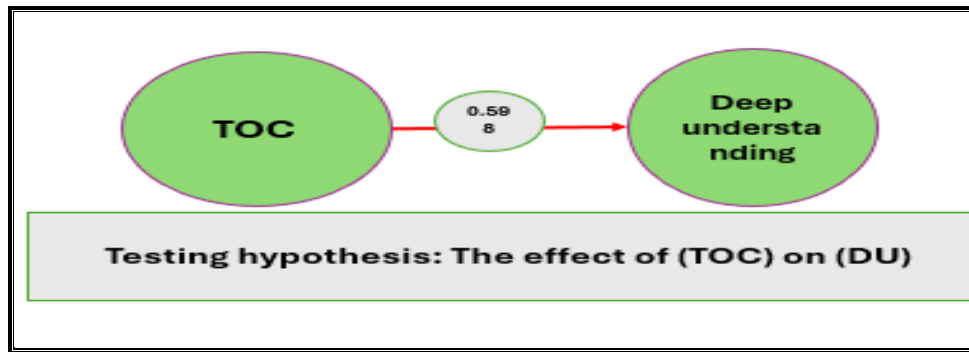 TOC
0.59
8
Deep
understa
nding
Testing hypothesis: The effect of (TOC) on (DU)